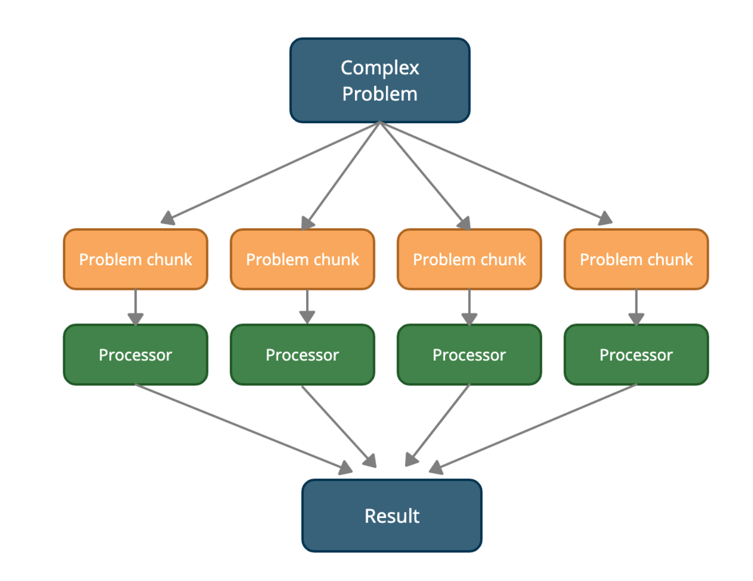 Complex
Problem
Problem chunk
Problem chunk
Problem chunk
Problem chunk
Processor
Processor
Processor
Processor
Result